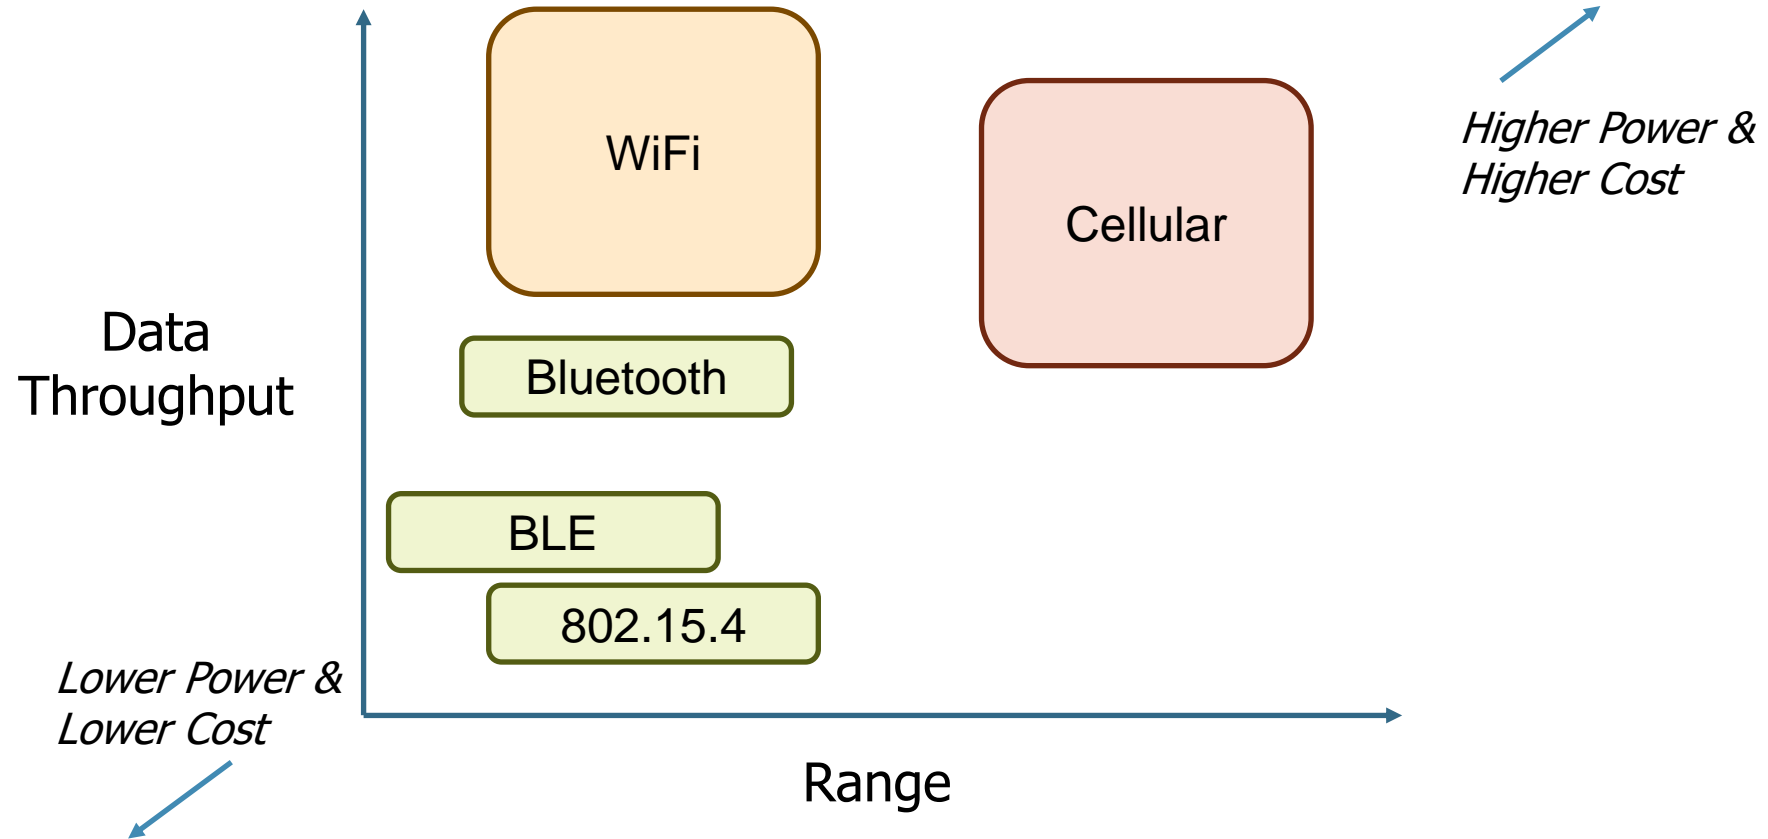 WiFi
Higher Power &
Higher Cost
Cellular
Data
Throughput
Bluetooth
BLE
802.15.4
Lower Power &
Lower Cost
Range